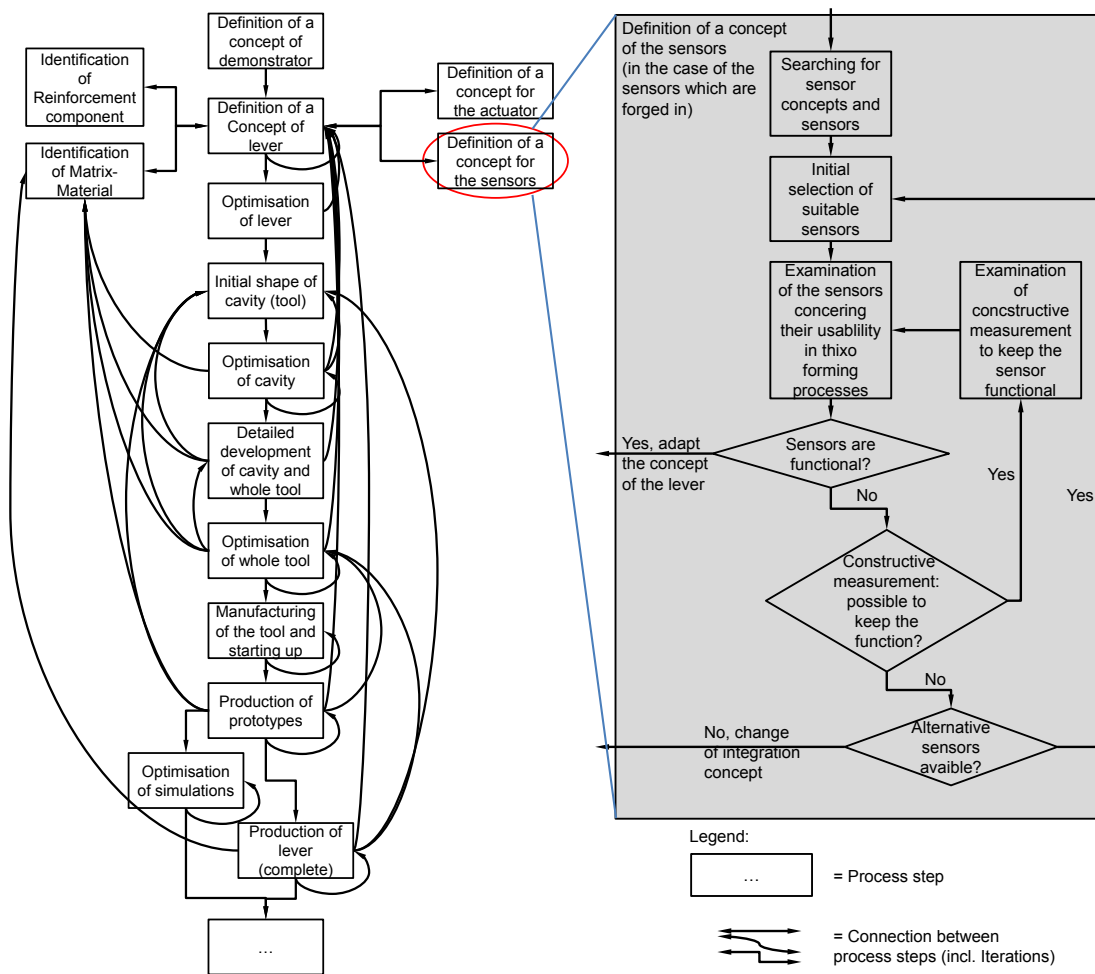 Definition of a
concept of
demonstrator
Identification
of
Reinforcement
component
Definition of a
Concept of
lever
Definition of a
concept for
the actuator
Identification
of Matrix-
Material
Definition of a
concept for
the sensors
Optimisation
of lever
Initial shape of
cavity (tool)
Optimisation
of cavity
Detailed
development
of cavity and
whole tool
Optimisation
of whole tool
Manufacturing
of the tool and
starting up
Production of
prototypes
Optimisation
of simulations
Production of
lever
(complete)
...
Definition of a concept
of the sensors
(in the case of the
sensors which are
forged in)
Searching for
sensor
concepts and
sensors
Initial
selection of
suitable
sensors
Examination
of the sensors
concering
their usablility
in thixo
forming
processes
Examination
of
concstructive
measurement
to keep the
sensor
functional
Sensors are
functional?
Yes, adapt
the concept
of the lever
No
Yes
Yes
Constructive
measurement:
possible to
keep the
function?
No
Alternative
sensors
avaible?
No, change
of integration
concept
Legend:
...
= Process step
= Connection between
process steps (incl. Iterations)